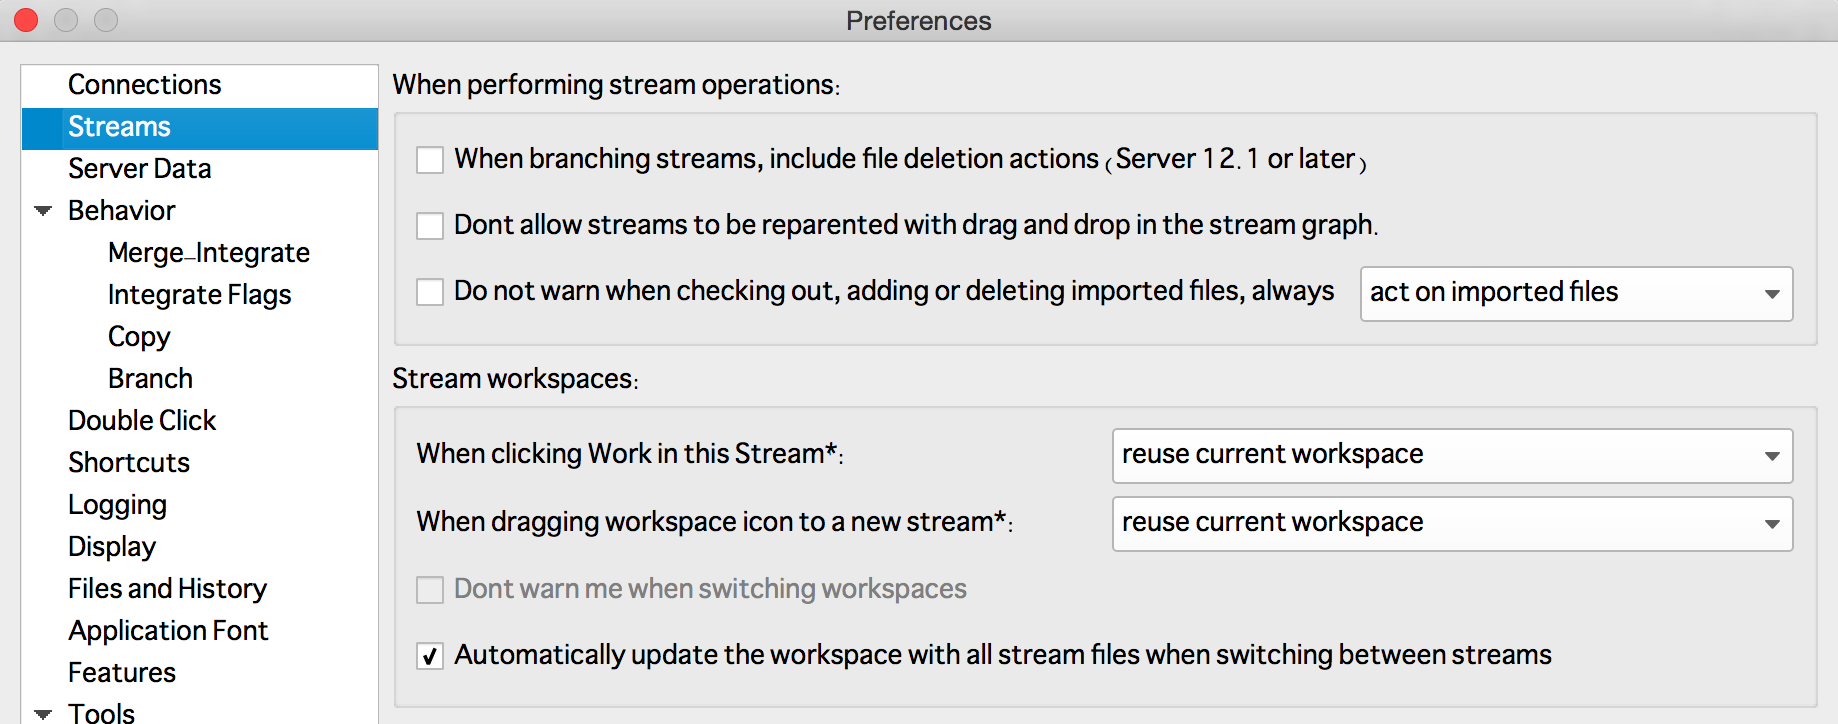 Preferences
Connections
Streams
Server Data
Behavior
Merge-Integrate
Integrate Flags
Copy
Branch
Double Click
Shortcuts
Logging
Display
Files and History
Application Font
Features
Tools
When performing stream operations:
When branching streams, include file deletion actions (Server 12.1 or later)
Dont allow streams to be reparented with drag and drop in the stream graph.
Do not warn when checking out, adding or deleting imported files, always act on imported files
Stream workspaces:
When clicking Work in this Stream*: reuse current workspace
When dragging workspace icon to a new stream*: reuse current workspace
Dont warn me when switching workspaces
Automatically update the workspace with all stream files when switching between streams